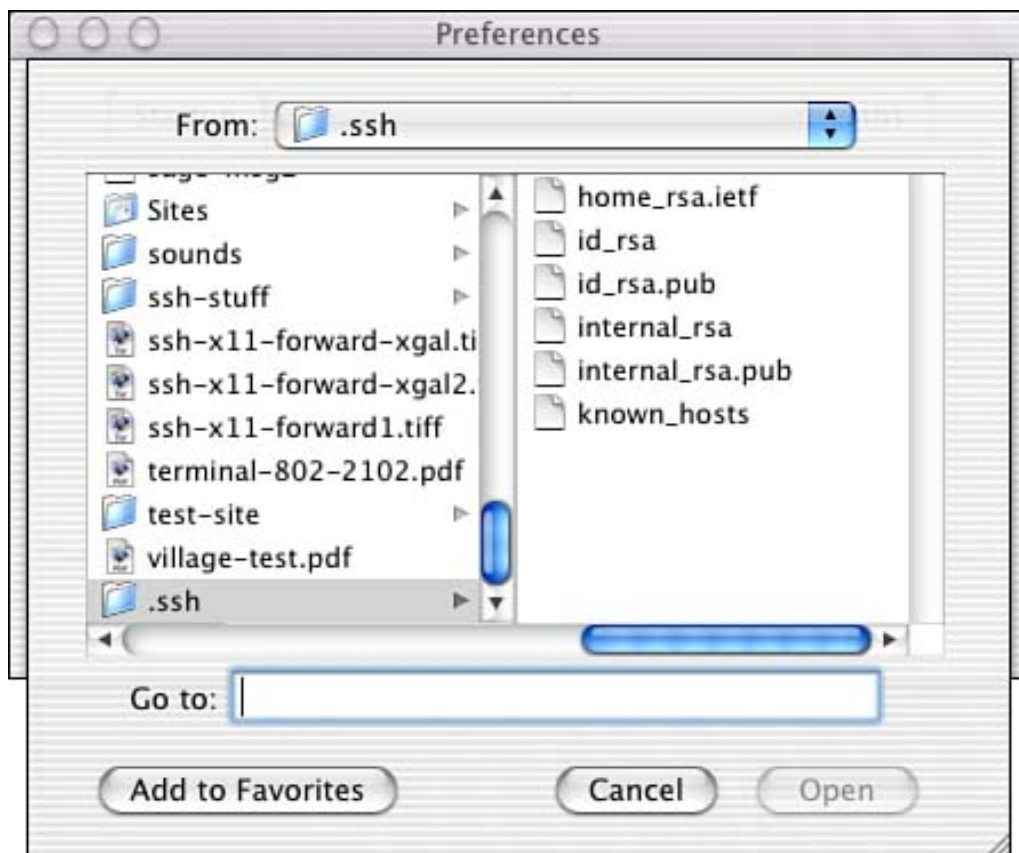 Preferences
From: .ssh
Sites
sounds
ssh-stuff
ssh-x11-forward-xgal.ti
ssh-x11-forward-xgal2.
ssh-x11-forward1.tiff
terminal-802-2102.pdf
test-site
village-test.pdf
.ssh
home_rsa.ietf
id_rsa
id_rsa.pub
internal_rsa
internal_rsa.pub
known_hosts
Go to:
Add to Favorites
Cancel
Open